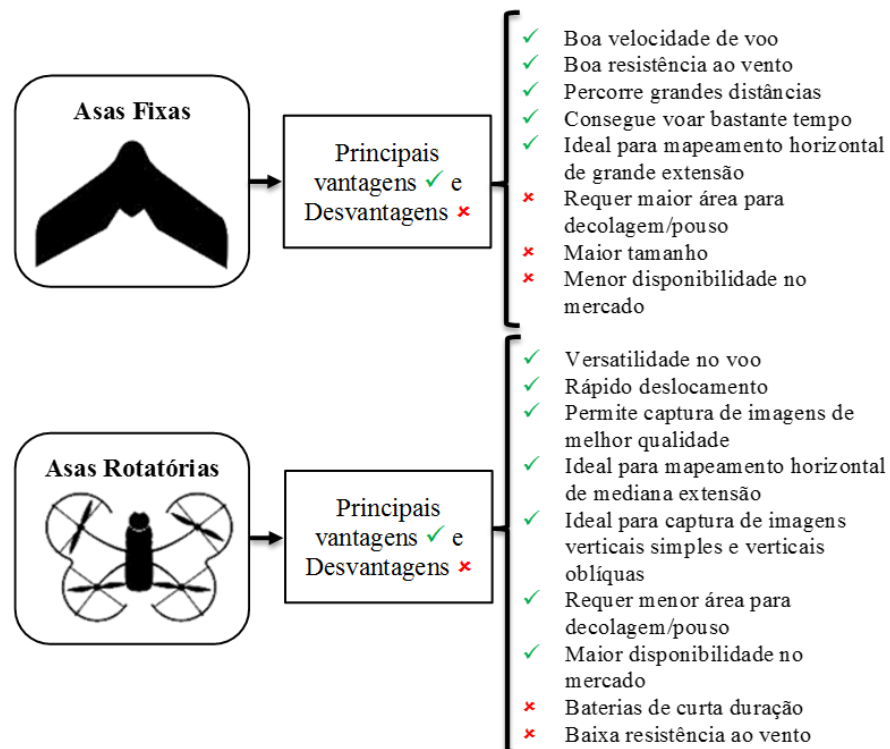 Asas Fixas
Principais
vantagens ✓ e
Desvantagens ×
✓ Boa velocidade de voo
✓ Boa resistência ao vento
✓ Percorre grandes distâncias
✓ Consegue voar bastante tempo
✓ Ideal para mapeamento horizontal
de grande extensão
× Requer maior área para
decolagem/pouso
× Maior tamanho
× Menor disponibilidade no
mercado
Asas Rotatórias
Principais
vantagens ✓ e
Desvantagens ×
✓ Versatilidade no voo
✓ Rápido deslocamento
✓ Permite captura de imagens de
melhor qualidade
✓ Ideal para mapeamento horizontal
de mediana extensão
✓ Ideal para captura de imagens
verticais simples e verticais
oblíquas
✓ Requer menor área para
decolagem/pouso
✓ Maior disponibilidade no
mercado
× Baterias de curta duração
× Baixa resistência ao vento